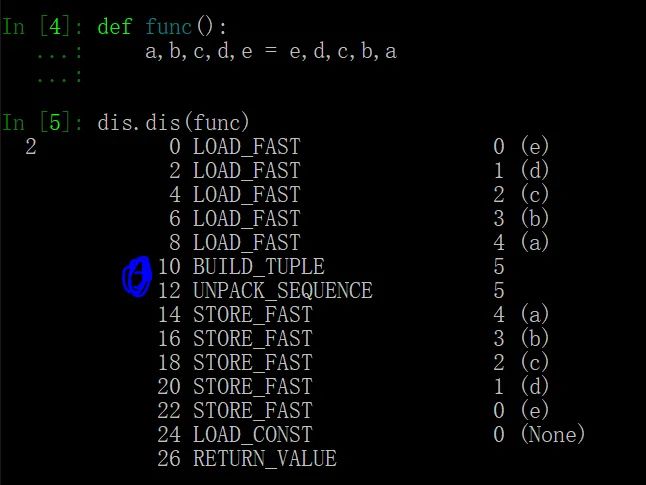 In [4]: def func():
   ...:     a,b,c,d,e = e,d,c,b,a
   ...:
In [5]: dis.dis(func)
  2           0 LOAD_FAST                0 (e)
              2 LOAD_FAST                1 (d)
              4 LOAD_FAST                2 (c)
              6 LOAD_FAST                3 (b)
              8 LOAD_FAST                4 (a)
             10 BUILD_TUPLE              5
             12 UNPACK_SEQUENCE          5
             14 STORE_FAST               4 (a)
             16 STORE_FAST               3 (b)
             18 STORE_FAST               2 (c)
             20 STORE_FAST               1 (d)
             22 STORE_FAST               0 (e)
             24 LOAD_CONST               0 (None)
             26 RETURN_VALUE